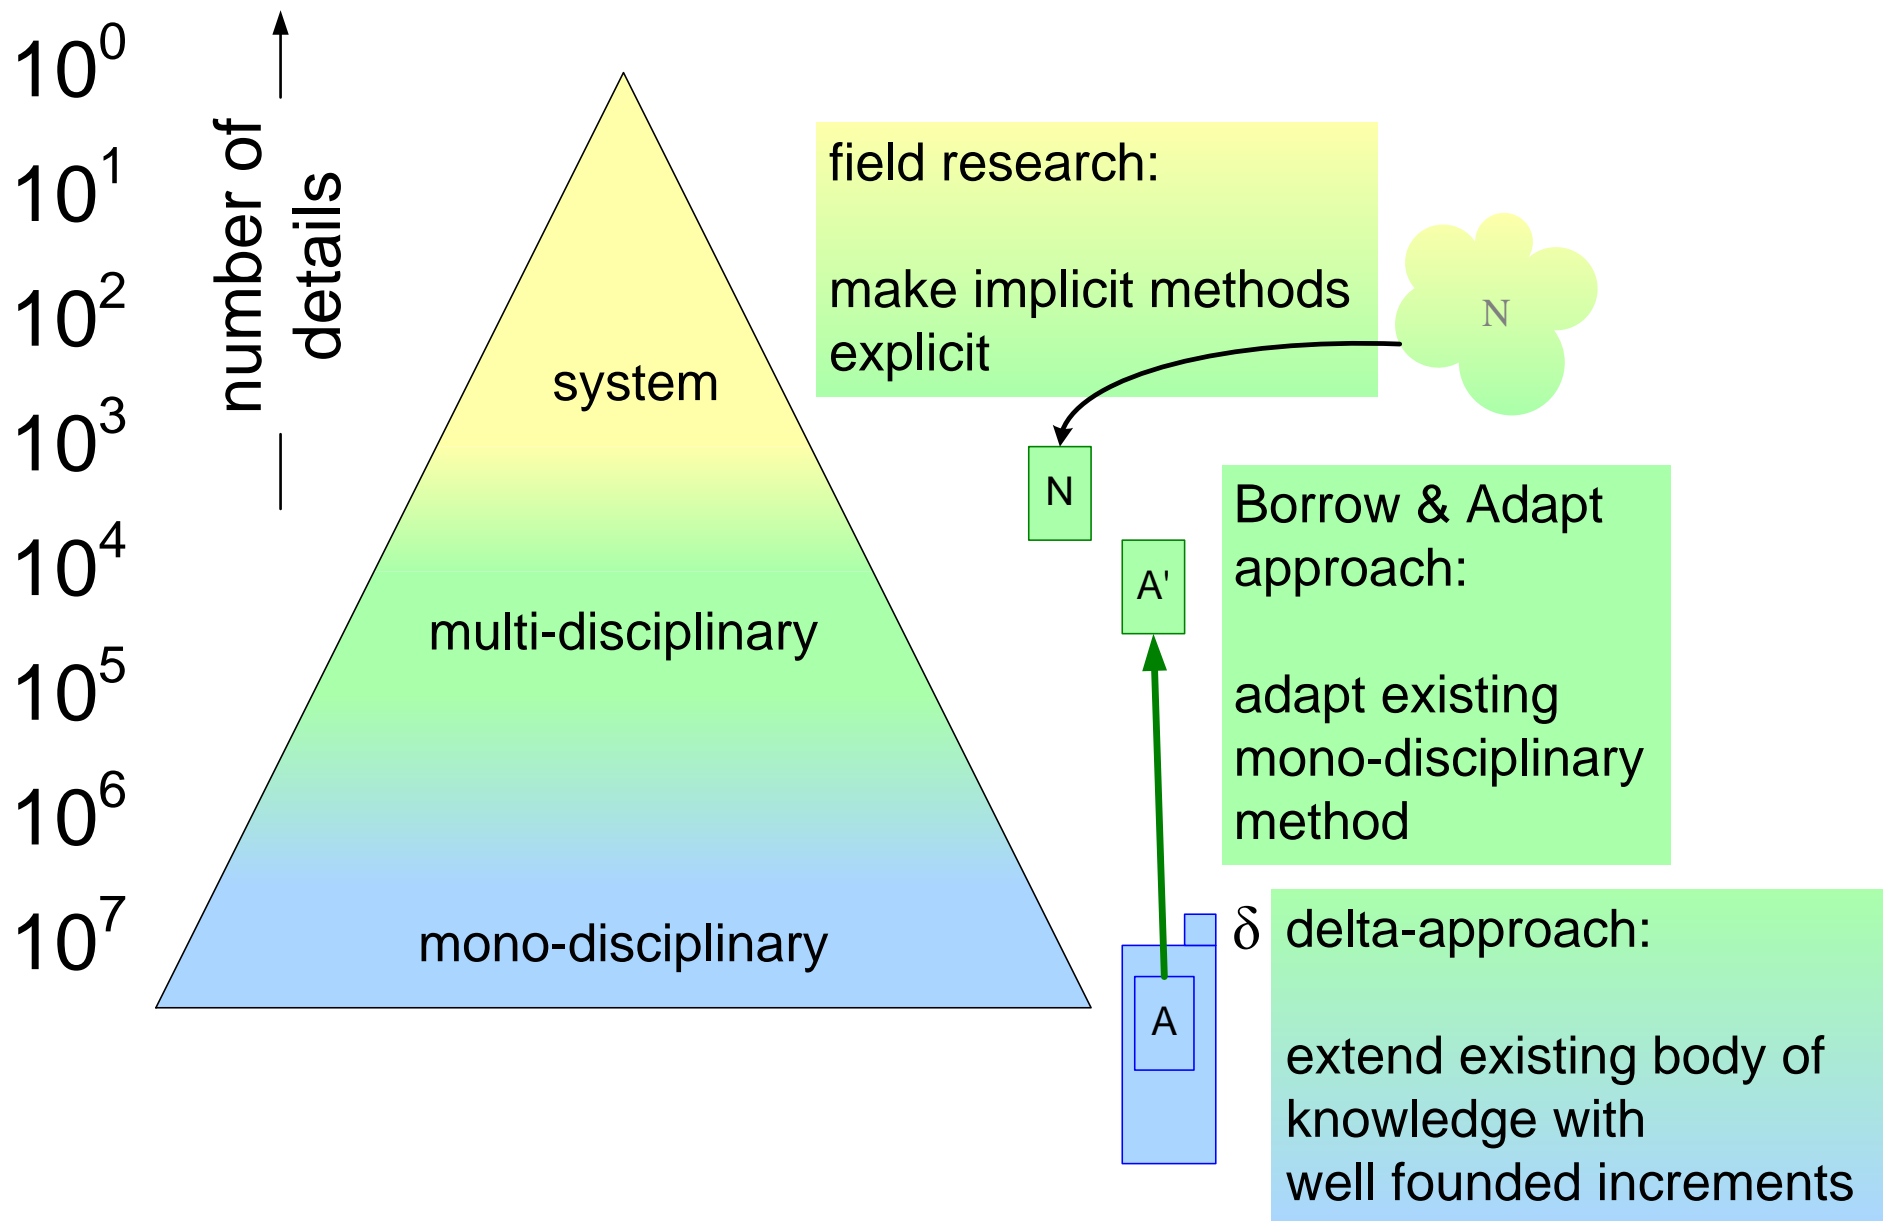 10^0
10^1
10^2
10^3
10^4
10^5
10^6
10^7
number of
details
system
multi-disciplinary
mono-disciplinary
field research:
make implicit methods
explicit
N
N
A'
Borrow & Adapt
approach:
adapt existing
mono-disciplinary
method
A
δ
delta-approach:
extend existing body of
knowledge with
well founded increments